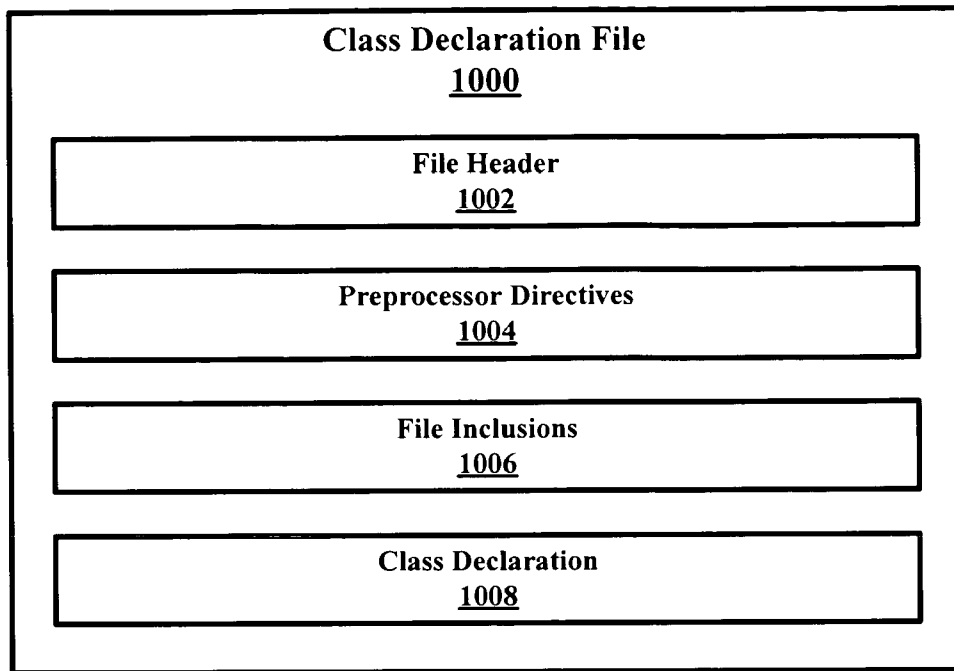 Class Declaration File
1000
File Header
1002
Preprocessor Directives
1004
File Inclusions
1006
Class Declaration
1008